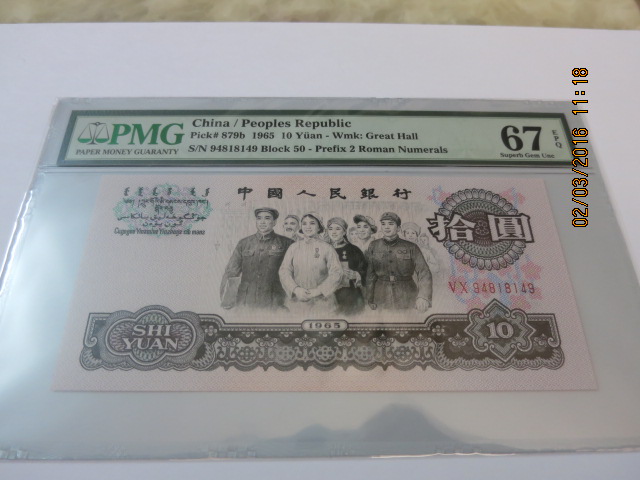 PMG
PAPER MONEY GUARANTY
China / Peoples Republic
Pick# 879b 1965 10 Yüan - Wmk: Great Hall
S/N 94818149 Block 50 - Prefix 2 Roman Numerals
67 EPQ
Superb Gem Unc
中國人民銀行
拾圓
VX 94818149
1965
SHI
YUAN
10
02/03/2016 11:18